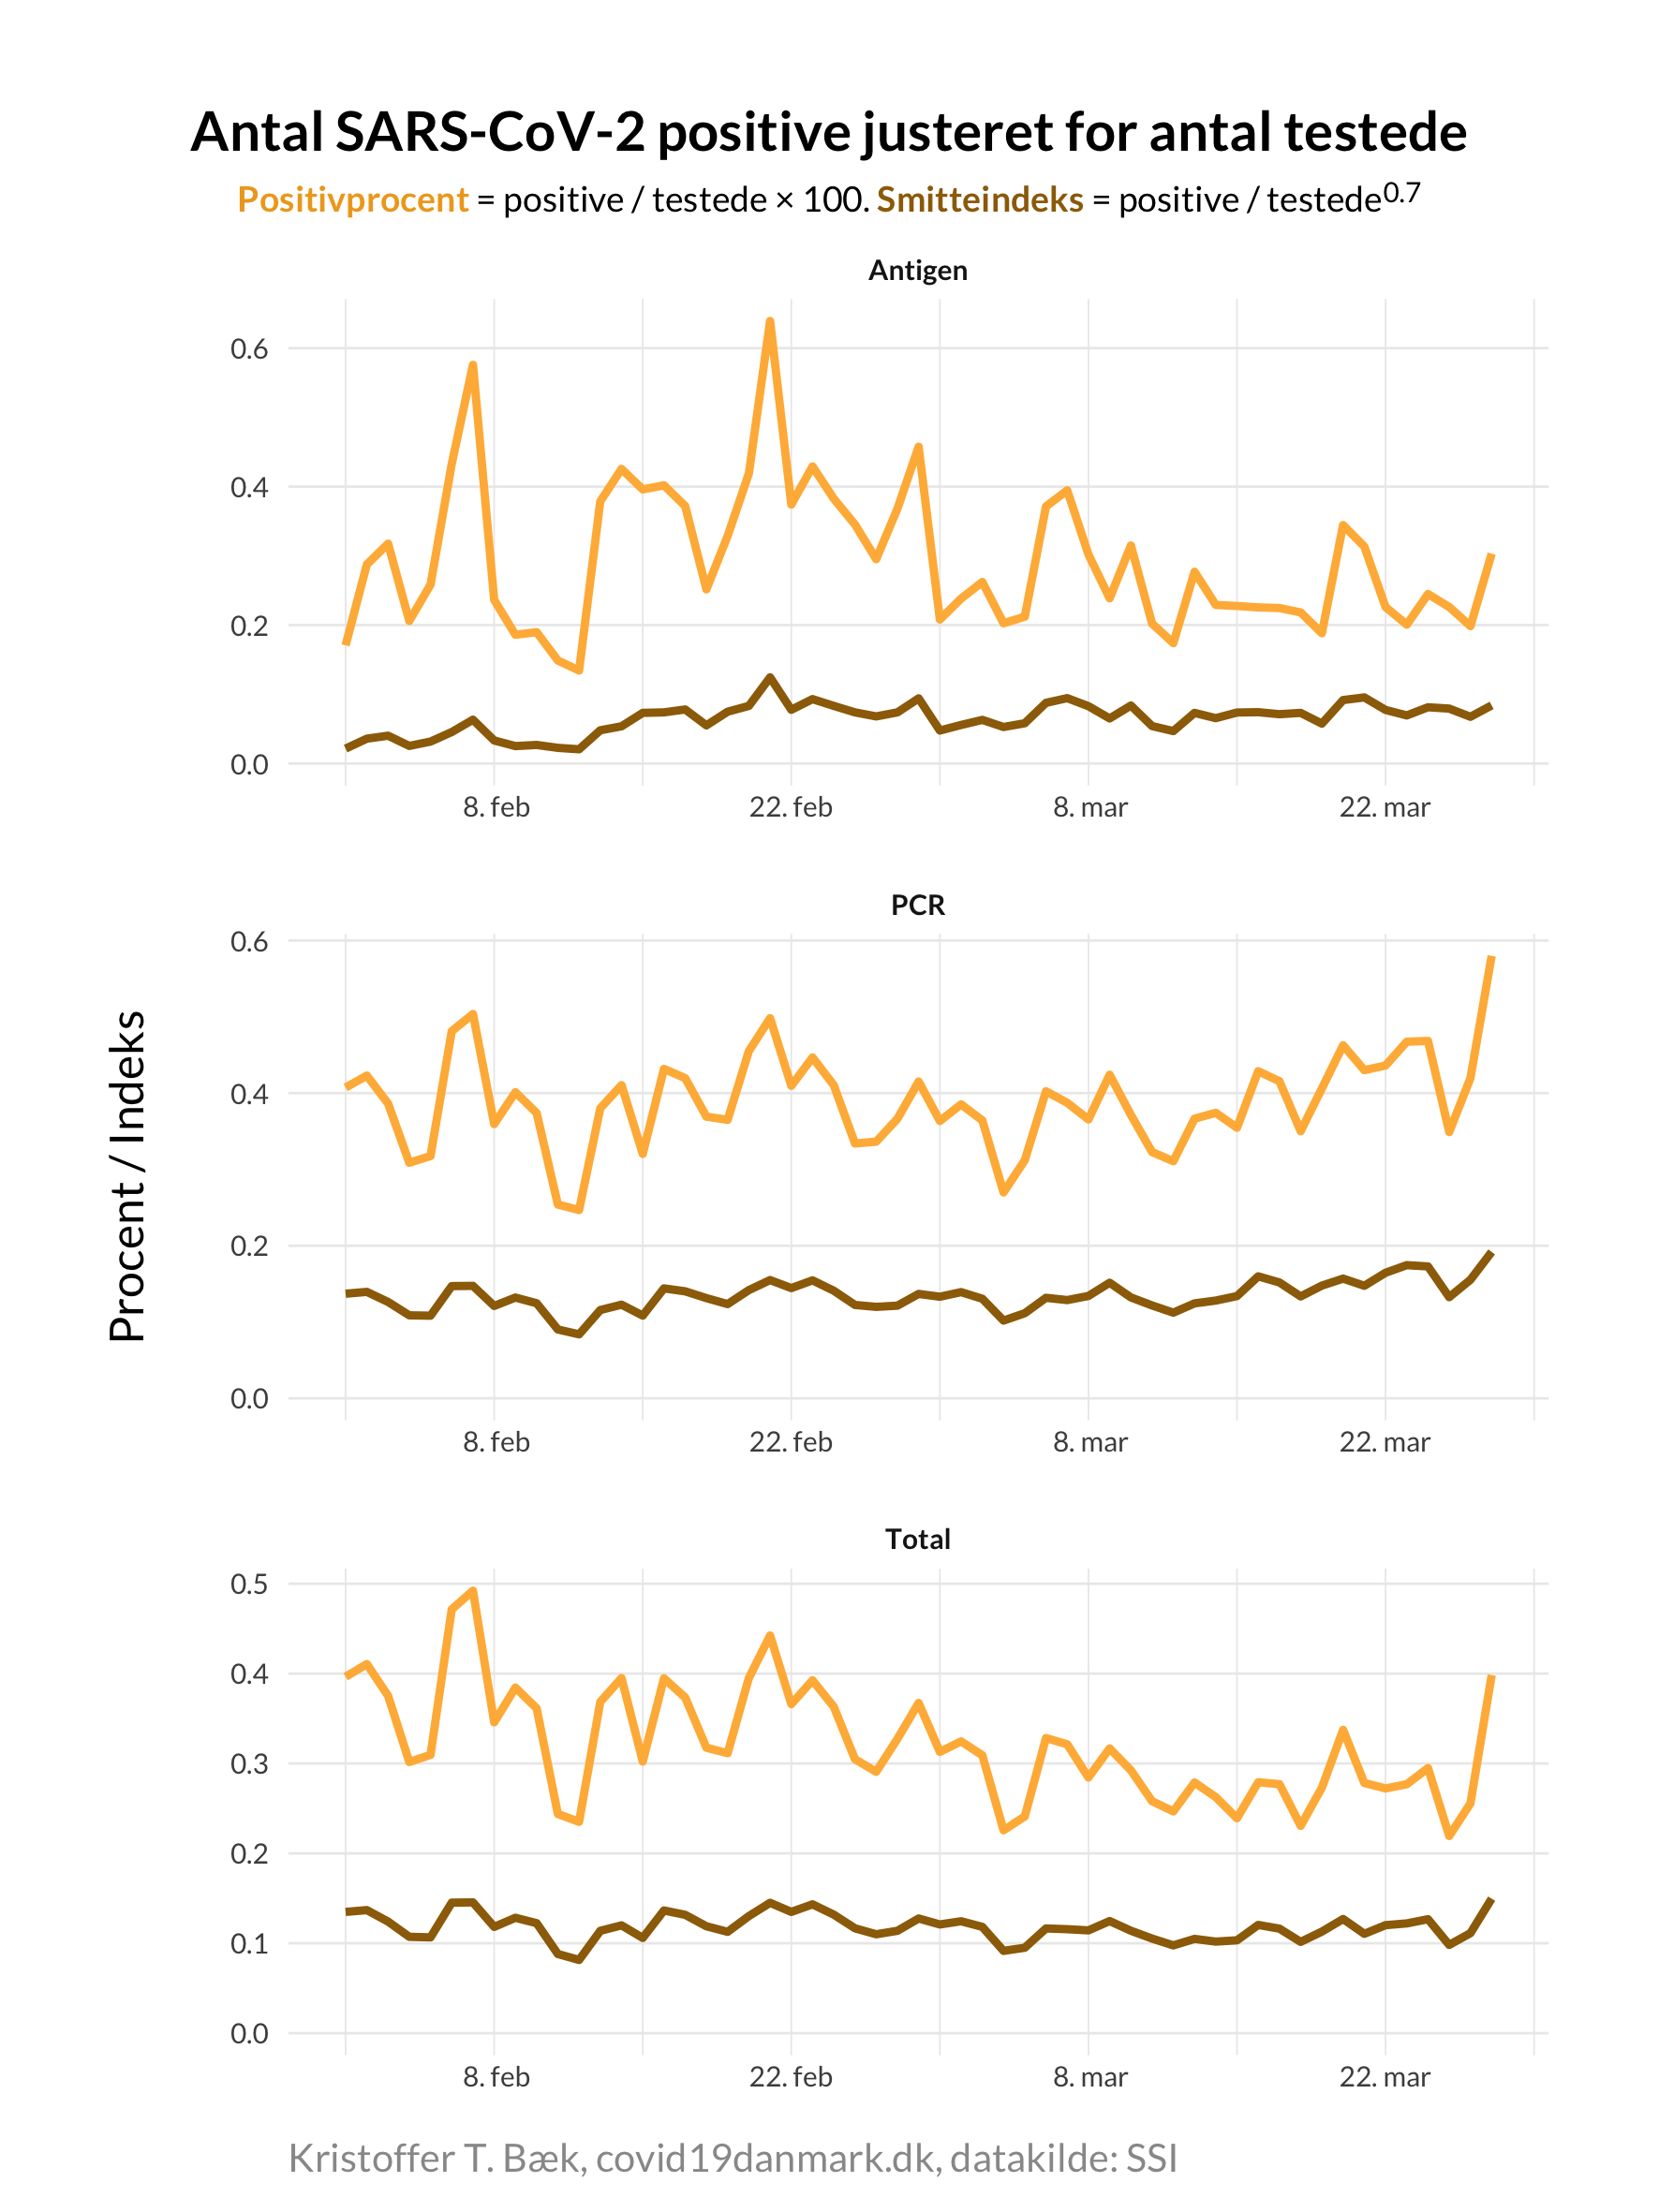 Antal SARS-CoV-2 positive justeret for antal testede
Positivprocent = positive / testede × 100. Smitteindeks = positive / testede^0.7
Antigen
0.6
0.4
0.2
0.0
8. feb 22. feb 8. mar 22. mar
Procent / Indeks
PCR
0.6
0.4
0.2
0.0
8. feb 22. feb 8. mar 22. mar
Total
0.5
0.4
0.3
0.2
0.1
0.0
8. feb 22. feb 8. mar 22. mar
Kristoffer T. Bæk, covid19danmark.dk, datakilde: SSI